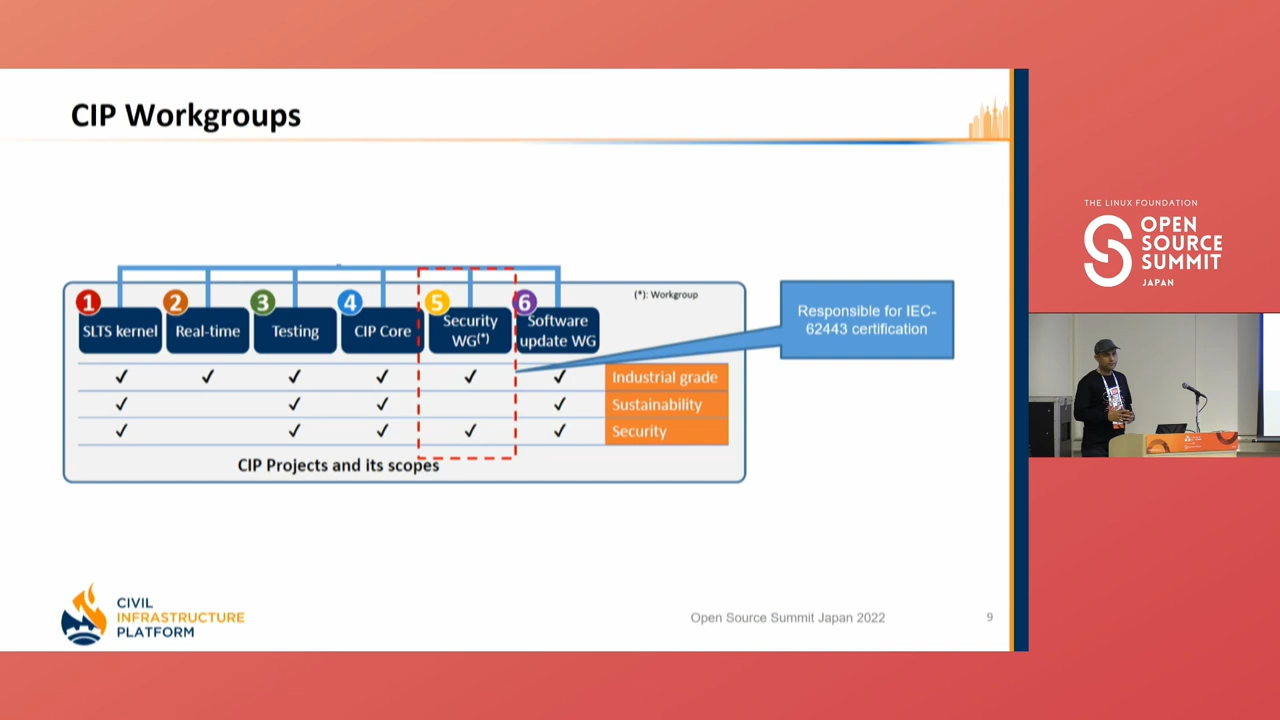 CIP Workgroups
(*): Workgroup
1
2
3
4
5
6
SLTS kernel
Real-time
Testing
CIP Core
Security
WG(*)
Software
update WG
✓ ✓ ✓ ✓ ✓ ✓ Industrial grade
✓ ✓ ✓ ✓ Sustainability
✓ ✓ ✓ ✓ ✓ Security
CIP Projects and its scopes
Responsible for IEC-
62443 certification
CIVIL
INFRASTRUCTURE
PLATFORM
Open Source Summit Japan 2022
9
THE LINUX FOUNDATION
OPEN
SOURCE
SUMMIT
JAPAN